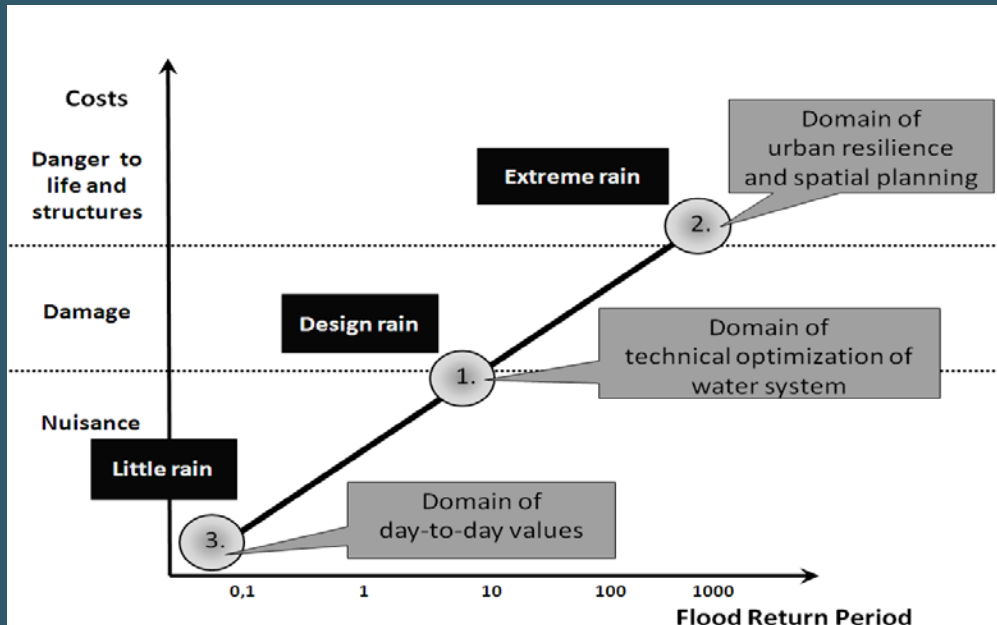 Costs
Danger to
life and
structures
Damage
Nuisance
Extreme rain
Design rain
Little rain
Domain of
urban resilience
and spatial planning
2.
Domain of
technical optimization of
water system
1.
Domain of
day-to-day values
3.
0,1 1 10 100 1000
Flood Return Period